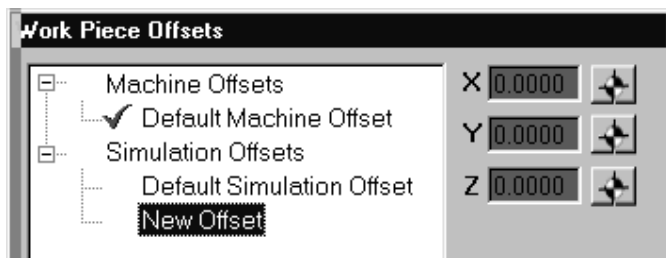 Work Piece Offsets
Machine Offsets
Default Machine Offset
Simulation Offsets
Default Simulation Offset
New Offset
X 0.0000
Y 0.0000
Z 0.0000